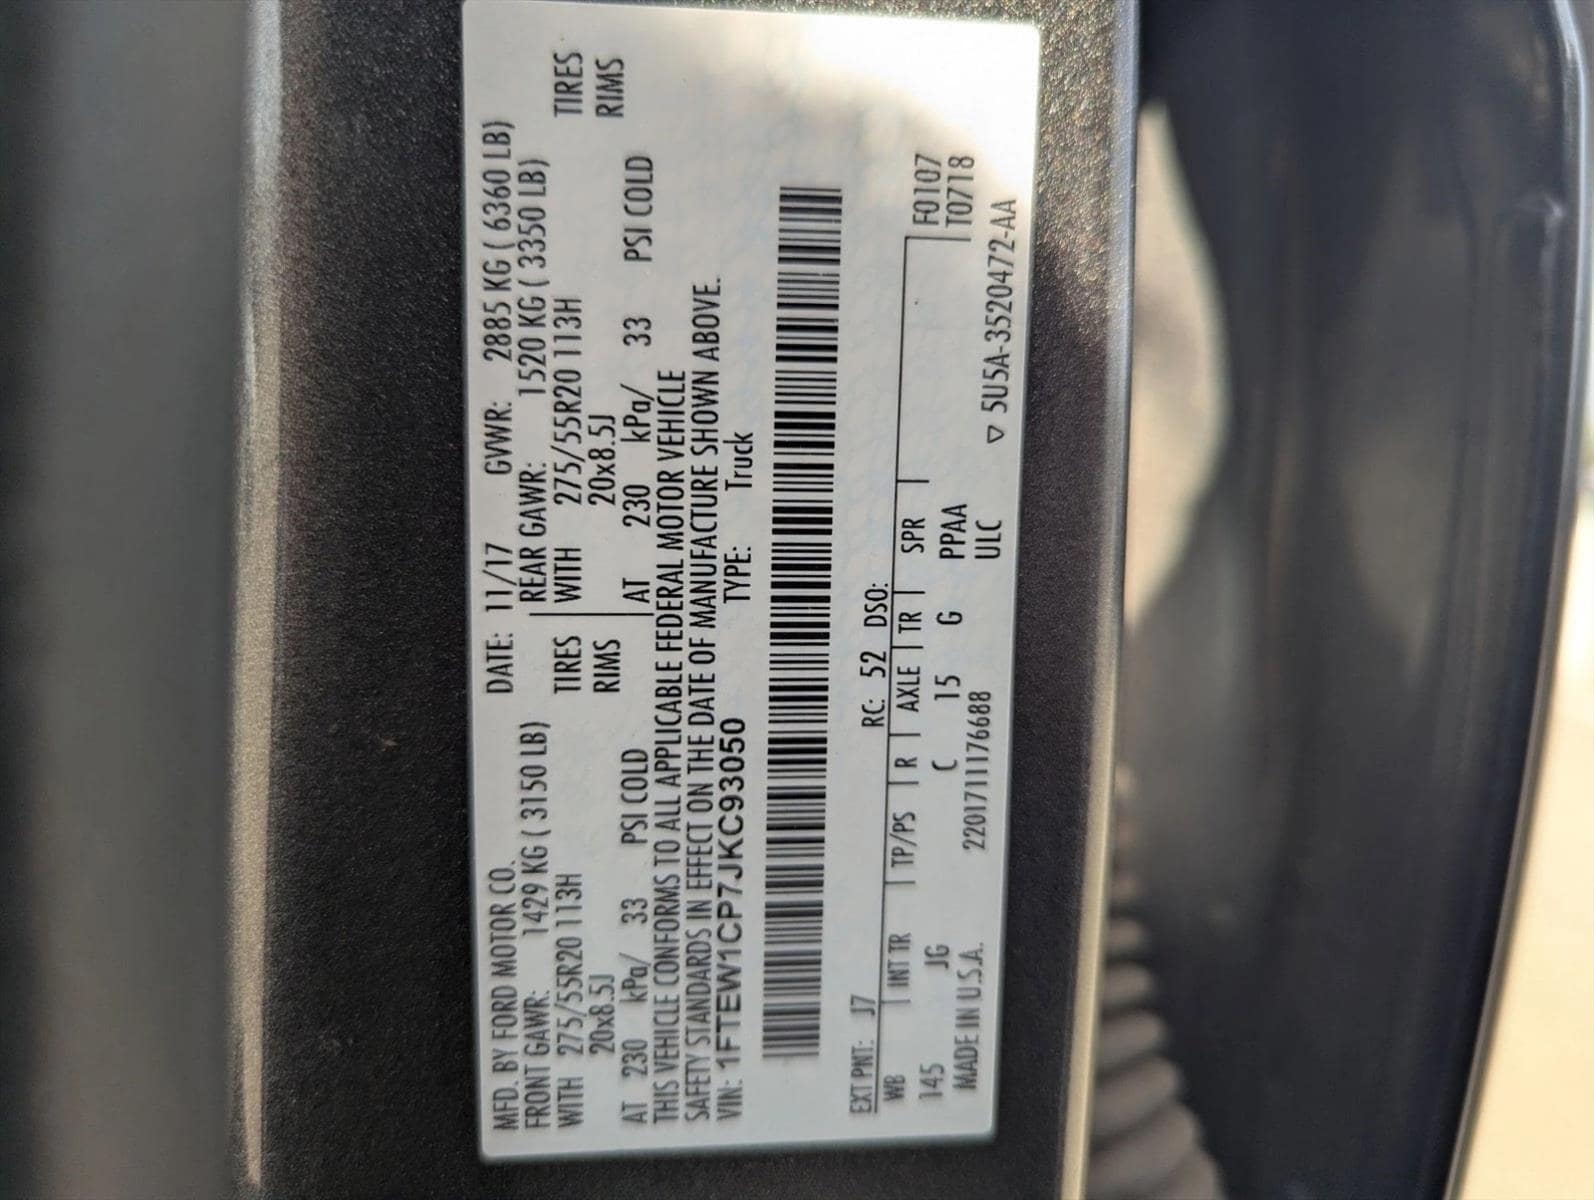 MFD. BY FORD MOTOR CO. DATE: 11/17 GVWR: 2885 KG ( 6360 LB)
FRONT GAWR: 1429 KG ( 3150 LB) REAR GAWR: 1520 KG ( 3350 LB)
WITH 275/55R20 113H TIRES WITH 275/55R20 113H TIRES
20x8.5J RIMS 20x8.5J RIMS
AT 230 kPa/ 33 PSI COLD AT 230 kPa/ 33 PSI COLD
THIS VEHICLE CONFORMS TO ALL APPLICABLE FEDERAL MOTOR VEHICLE
SAFETY STANDARDS IN EFFECT ON THE DATE OF MANUFACTURE SHOWN ABOVE.
VIN: 1FTEW1CP7JKC93050 TYPE: Truck
EXT PNT: J7 RC: 52 DSO:
WB INT TR TP/PS R AXLE TR SPR F0107
145 JG C 15 G PPAA T0718
MADE IN U.S.A. 22017111176688 ULC
▽ 5U5A-3520472-AA